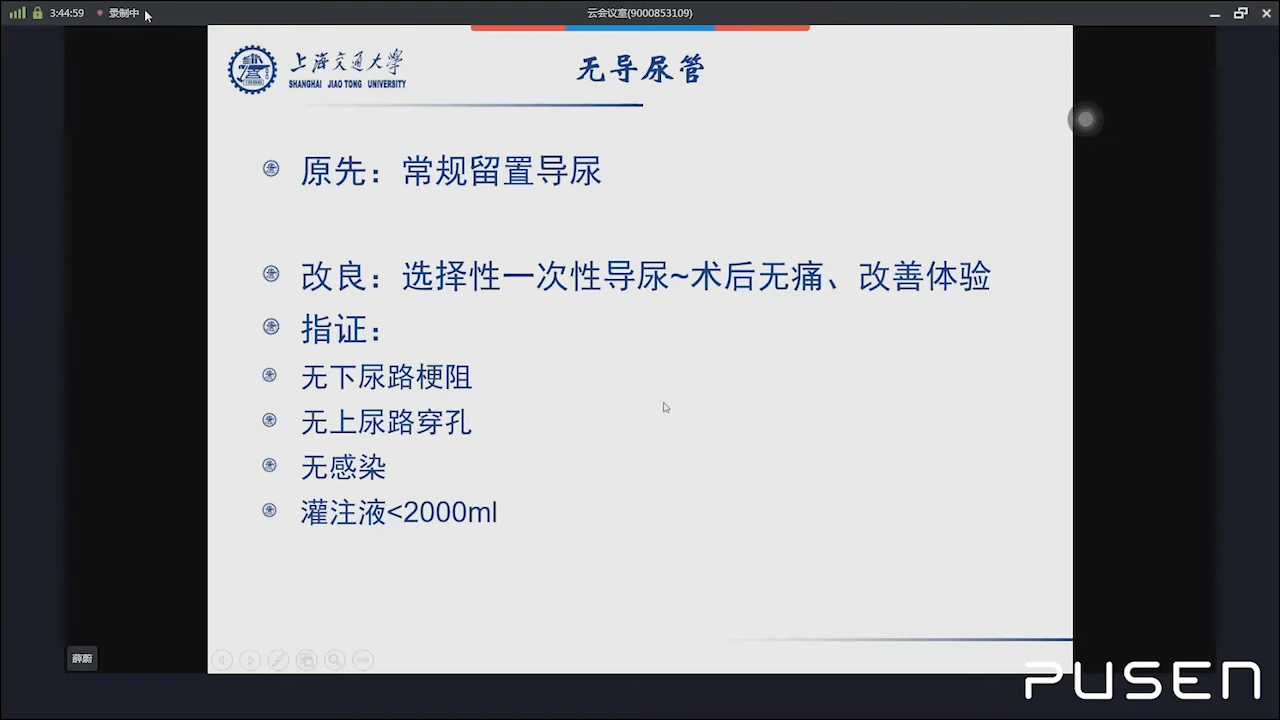 3:44:59 录制中
云会议室(9000853109)
上海交通大学
SHANGHAI JIAO TONG UNIVERSITY
无导尿管
原先：常规留置导尿
改良：选择性一次性导尿~术后无痛、改善体验
指证：
无下尿路梗阻
无上尿路穿孔
无感染
灌注液<2000ml
薛蔚
PUSEN